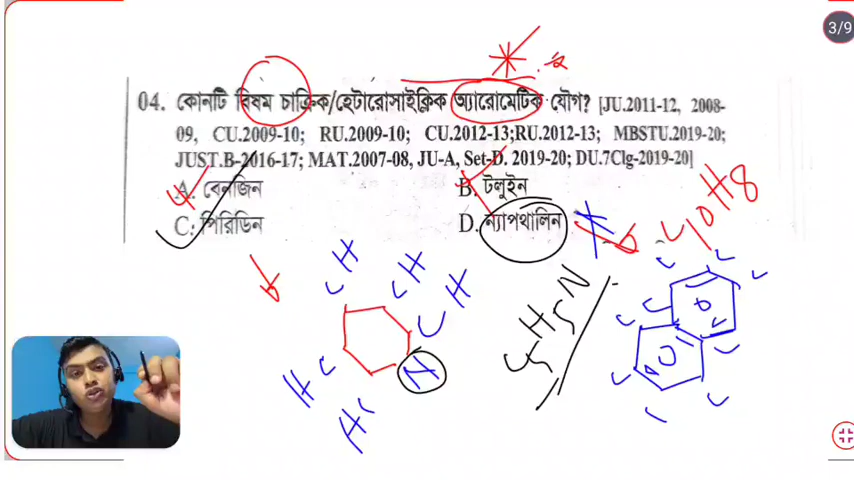 3/9
04. কোনটি বিষম চাক্রিক/হেটারোসাইক্লিক অ্যারোমেটিক যৌগ? [JU.2011-12, 2008-
09, CU.2009-10; RU.2009-10; CU.2012-13;RU.2012-13; MBSTU.2019-20;
JUST.B-2016-17; MAT.2007-08, JU-A, Set-D. 2019-20; DU.7Clg-2019-20]
A. বেনজিন
B. টলুইন
C. পিরিডিন
D. ন্যাপথালিন
C10H8
CH
CH
CH
HC
HC
N
C5H5N
C
C
C
C
C
C
C
C
C
C